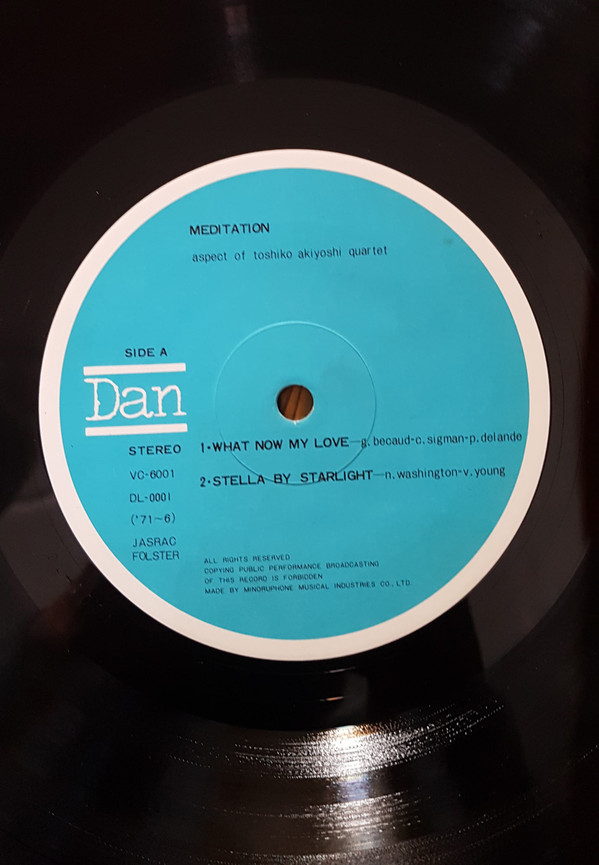 MEDITATION
aspect of toshiko akiyoshi quartet
SIDE A
Dan
STEREO
VC-6001
DL-0001
('71-6)
JASRAC
FOLSTER
1•WHAT NOW MY LOVE—g.becaud-c.sigman-p.delande
2•STELLA BY STARLIGHT—n.washington-v.young
ALL RIGHTS RESERVED
COPYING PUBLIC PERFORMANCE BROADCASTING
OF THIS RECORD IS FORBIDDEN
MADE BY MINORUPHONE MUSICAL INDUSTRIES CO., LTD.